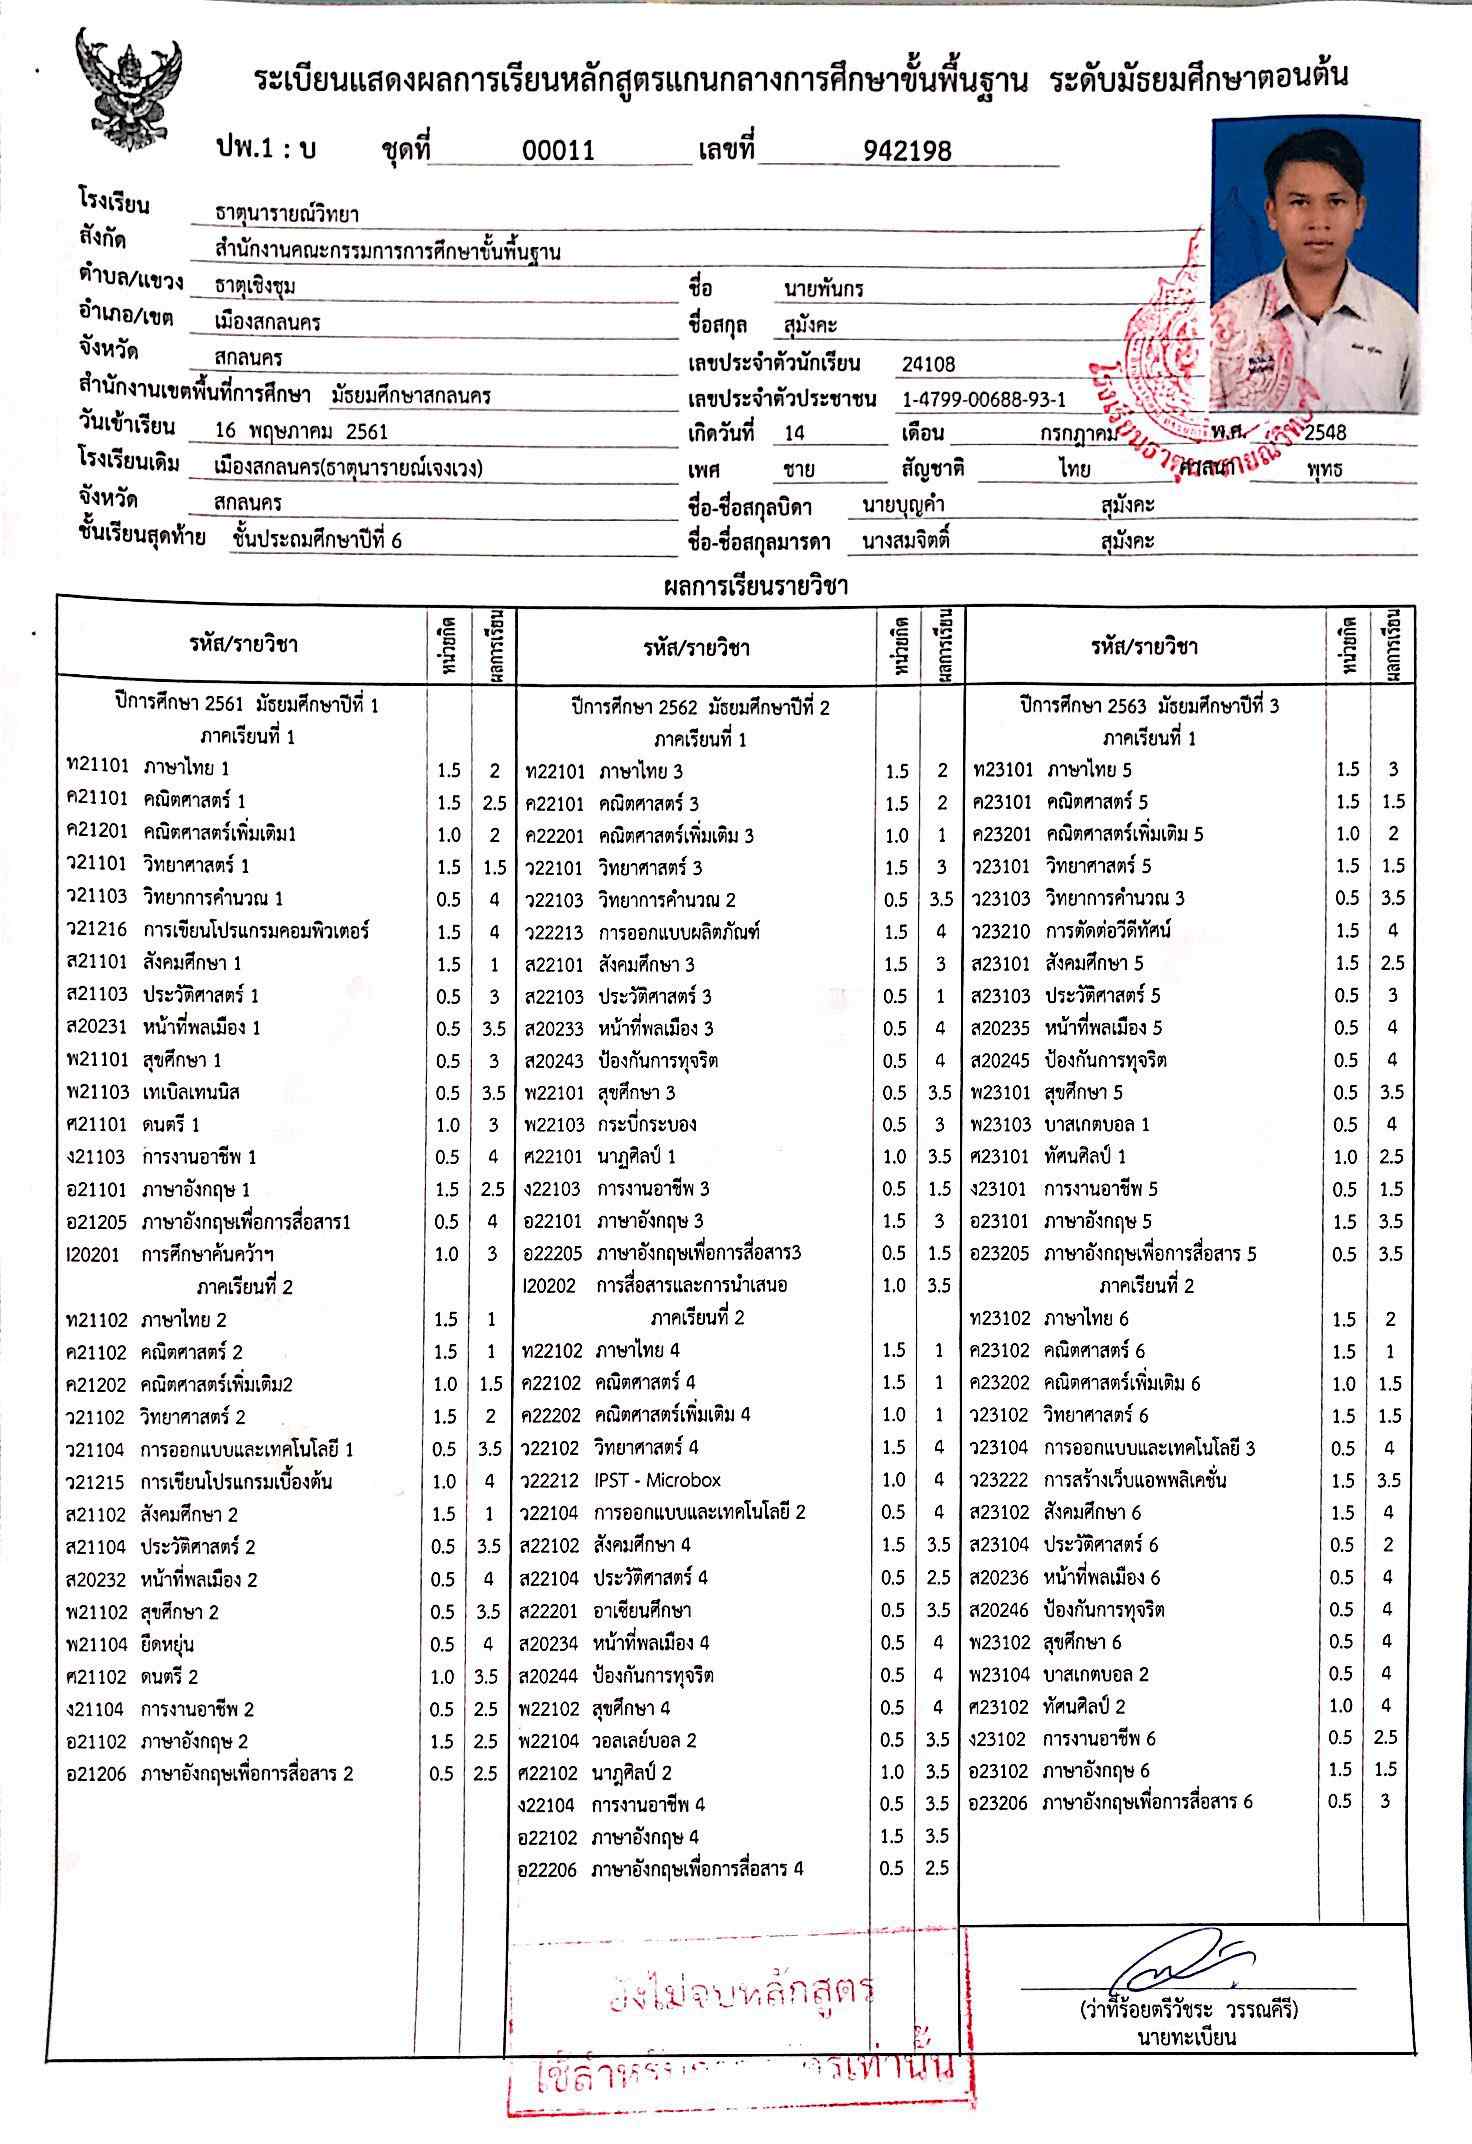 ระเบียนแสดงผลการเรียนหลักสูตรแกนกลางการศึกษาขั้นพื้นฐาน ระดับมัธยมศึกษาตอนต้น
ปพ.1 : บ ชุดที่ 00011 เลขที่ 942198
โรงเรียน ธาตุนารายณ์วิทยา
สังกัด สำนักงานคณะกรรมการการศึกษาขั้นพื้นฐาน
ตำบล/แขวง ธาตุเชิงชุม
อำเภอ/เขต เมืองสกลนคร
จังหวัด สกลนคร
สำนักงานเขตพื้นที่การศึกษา มัธยมศึกษาสกลนคร
วันเข้าเรียน 16 พฤษภาคม 2561
โรงเรียนเดิม เมืองสกลนคร(ธาตุนารายณ์เจงเวง)
จังหวัด สกลนคร
ชั้นเรียนสุดท้าย ชั้นประถมศึกษาปีที่ 6
ชื่อ นายพันกร
ชื่อสกุล สุมังคะ
เลขประจำตัวนักเรียน 24108
เลขประจำตัวประชาชน 1-4799-00688-93-1
เกิดวันที่ 14 เดือน กรกฎาคม พ.ศ. 2548
เพศ ชาย สัญชาติ ไทย ศาสนา พุทธ
ชื่อ-ชื่อสกุลบิดา นายบุญคำ สุมังคะ
ชื่อ-ชื่อสกุลมารดา นางสมจิตติ์ สุมังคะ
ผลการเรียนรายวิชา
รหัส/รายวิชา หน่วยกิต ผลการเรียน
ปีการศึกษา 2561 มัธยมศึกษาปีที่ 1
ภาคเรียนที่ 1
ท21101 ภาษาไทย 1 1.5 2
ค21101 คณิตศาสตร์ 1 1.5 2.5
ค21201 คณิตศาสตร์เพิ่มเติม1 1.0 2
ว21101 วิทยาศาสตร์ 1 1.5 1.5
ว21103 วิทยาการคำนวณ 1 0.5 4
ว21216 การเขียนโปรแกรมคอมพิวเตอร์ 1.5 4
ส21101 สังคมศึกษา 1 1.5 1
ส21103 ประวัติศาสตร์ 1 0.5 3
ส20231 หน้าที่พลเมือง 1 0.5 3.5
พ21101 สุขศึกษา 1 0.5 3
พ21103 เทเบิลเทนนิส 0.5 3.5
ศ21101 ดนตรี 1 1.0 3
ง21103 การงานอาชีพ 1 0.5 4
อ21101 ภาษาอังกฤษ 1 1.5 2.5
อ21205 ภาษาอังกฤษเพื่อการสื่อสาร1 0.5 4
I20201 การศึกษาค้นคว้าฯ 1.0 3
ภาคเรียนที่ 2
ท21102 ภาษาไทย 2 1.5 1
ค21102 คณิตศาสตร์ 2 1.5 1
ค21202 คณิตศาสตร์เพิ่มเติม2 1.0 1.5
ว21102 วิทยาศาสตร์ 2 1.5 2
ว21104 การออกแบบและเทคโนโลยี 1 0.5 3.5
ว21215 การเขียนโปรแกรมเบื้องต้น 1.0 4
ส21102 สังคมศึกษา 2 1.5 1
ส21104 ประวัติศาสตร์ 2 0.5 3.5
ส20232 หน้าที่พลเมือง 2 0.5 4
พ21102 สุขศึกษา 2 0.5 3.5
พ21104 ยืดหยุ่น 0.5 4
ศ21102 ดนตรี 2 1.0 3.5
ง21104 การงานอาชีพ 2 0.5 2.5
อ21102 ภาษาอังกฤษ 2 1.5 2.5
อ21206 ภาษาอังกฤษเพื่อการสื่อสาร 2 0.5 2.5
รหัส/รายวิชา หน่วยกิต ผลการเรียน
ปีการศึกษา 2562 มัธยมศึกษาปีที่ 2
ภาคเรียนที่ 1
ท22101 ภาษาไทย 3 1.5 2
ค22101 คณิตศาสตร์ 3 1.5 2
ค22201 คณิตศาสตร์เพิ่มเติม 3 1.0 1
ว22101 วิทยาศาสตร์ 3 1.5 3
ว22103 วิทยาการคำนวณ 2 0.5 3.5
ว22213 การออกแบบผลิตภัณฑ์ 1.5 4
ส22101 สังคมศึกษา 3 1.5 3
ส22103 ประวัติศาสตร์ 3 0.5 1
ส20233 หน้าที่พลเมือง 3 0.5 4
ส20243 ป้องกันการทุจริต 0.5 4
พ22101 สุขศึกษา 3 0.5 3.5
พ22103 กระบี่กระบอง 0.5 3
ศ22101 นาฏศิลป์ 1 1.0 3.5
ง22103 การงานอาชีพ 3 0.5 1.5
อ22101 ภาษาอังกฤษ 3 1.5 3
อ22205 ภาษาอังกฤษเพื่อการสื่อสาร3 0.5 1.5
I20202 การสื่อสารและการนำเสนอ 1.0 3.5
ภาคเรียนที่ 2
ท22102 ภาษาไทย 4 1.5 1
ค22102 คณิตศาสตร์ 4 1.5 1
ค22202 คณิตศาสตร์เพิ่มเติม 4 1.0 1
ว22102 วิทยาศาสตร์ 4 1.5 4
ว22212 IPST - Microbox 1.0 4
ว22104 การออกแบบและเทคโนโลยี 2 0.5 4
ส22102 สังคมศึกษา 4 1.5 3.5
ส22104 ประวัติศาสตร์ 4 0.5 2.5
ส22201 อาเซียนศึกษา 0.5 3.5
ส20234 หน้าที่พลเมือง 4 0.5 4
ส20244 ป้องกันการทุจริต 0.5 4
พ22102 สุขศึกษา 4 0.5 4
พ22104 วอลเลย์บอล 2 0.5 3.5
ศ22102 นาฏศิลป์ 2 1.0 3.5
ง22104 การงานอาชีพ 4 0.5 3.5
อ22102 ภาษาอังกฤษ 4 1.5 3.5
อ22206 ภาษาอังกฤษเพื่อการสื่อสาร 4 0.5 2.5
รหัส/รายวิชา หน่วยกิต ผลการเรียน
ปีการศึกษา 2563 มัธยมศึกษาปีที่ 3
ภาคเรียนที่ 1
ท23101 ภาษาไทย 5 1.5 3
ค23101 คณิตศาสตร์ 5 1.5 1.5
ค23201 คณิตศาสตร์เพิ่มเติม 5 1.0 2
ว23101 วิทยาศาสตร์ 5 1.5 1.5
ว23103 วิทยาการคำนวณ 3 0.5 3.5
ว23210 การตัดต่อวีดีทัศน์ 1.5 4
ส23101 สังคมศึกษา 5 1.5 2.5
ส23103 ประวัติศาสตร์ 5 0.5 3
ส20235 หน้าที่พลเมือง 5 0.5 4
ส20245 ป้องกันการทุจริต 0.5 4
พ23101 สุขศึกษา 5 0.5 3.5
พ23103 บาสเกตบอล 1 0.5 4
ศ23101 ทัศนศิลป์ 1 1.0 2.5
ง23101 การงานอาชีพ 5 0.5 1.5
อ23101 ภาษาอังกฤษ 5 1.5 3.5
อ23205 ภาษาอังกฤษเพื่อการสื่อสาร 5 0.5 3.5
ภาคเรียนที่ 2
ท23102 ภาษาไทย 6 1.5 2
ค23102 คณิตศาสตร์ 6 1.5 1
ค23202 คณิตศาสตร์เพิ่มเติม 6 1.0 1.5
ว23102 วิทยาศาสตร์ 6 1.5 1.5
ว23104 การออกแบบและเทคโนโลยี 3 0.5 4
ว23222 การสร้างเว็บแอพพลิเคชั่น 1.5 3.5
ส23102 สังคมศึกษา 6 1.5 4
ส23104 ประวัติศาสตร์ 6 0.5 2
ส20236 หน้าที่พลเมือง 6 0.5 4
ส20246 ป้องกันการทุจริต 0.5 4
พ23102 สุขศึกษา 6 0.5 4
พ23104 บาสเกตบอล 2 0.5 4
ศ23102 ทัศนศิลป์ 2 1.0 4
ง23102 การงานอาชีพ 6 0.5 2.5
อ23102 ภาษาอังกฤษ 6 1.5 1.5
อ23206 ภาษาอังกฤษเพื่อการสื่อสาร 6 0.5 3
(ว่าที่ร้อยตรีวัชระ วรรณคีรี)
นายทะเบียน
ยังไม่จบหลักสูตร